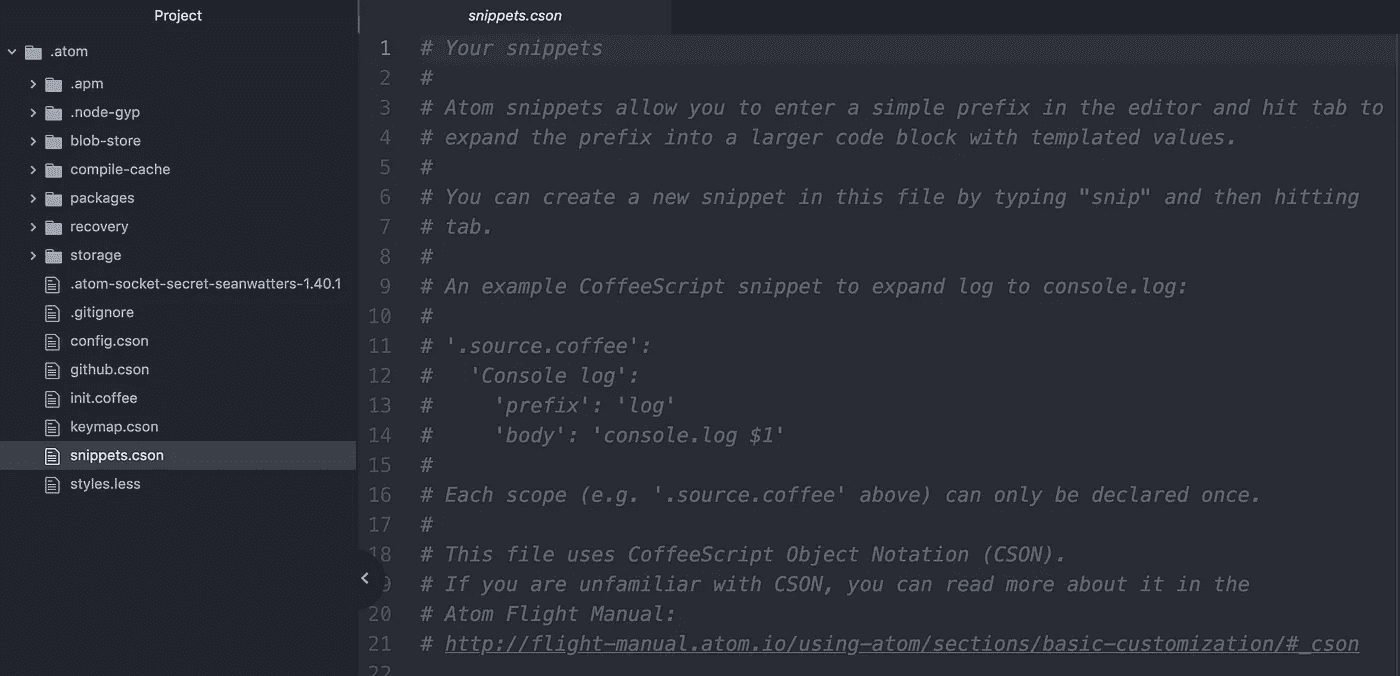 Project
.atom
.apm
.node-gyp
blob-store
compile-cache
packages
recovery
storage
.atom-socket-secret-seanwatters-1.40.1
.gitignore
config.cson
github.cson
init.coffee
keymap.cson
snippets.cson
styles.less
snippets.cson
1 # Your snippets
2 #
3 # Atom snippets allow you to enter a simple prefix in the editor and hit tab to
4 # expand the prefix into a larger code block with templated values.
5 #
6 # You can create a new snippet in this file by typing "snip" and then hitting
7 # tab.
8 #
9 # An example CoffeeScript snippet to expand log to console.log:
10 #
11 # '.source.coffee':
12 #   'Console log':
13 #     'prefix': 'log'
14 #     'body': 'console.log $1'
15 #
16 # Each scope (e.g. '.source.coffee' above) can only be declared once.
17 #
18 # This file uses CoffeeScript Object Notation (CSON).
9 # If you are unfamiliar with CSON, you can read more about it in the
20 # Atom Flight Manual:
21 # http://flight-manual.atom.io/using-atom/sections/basic-customization/#_cson
22